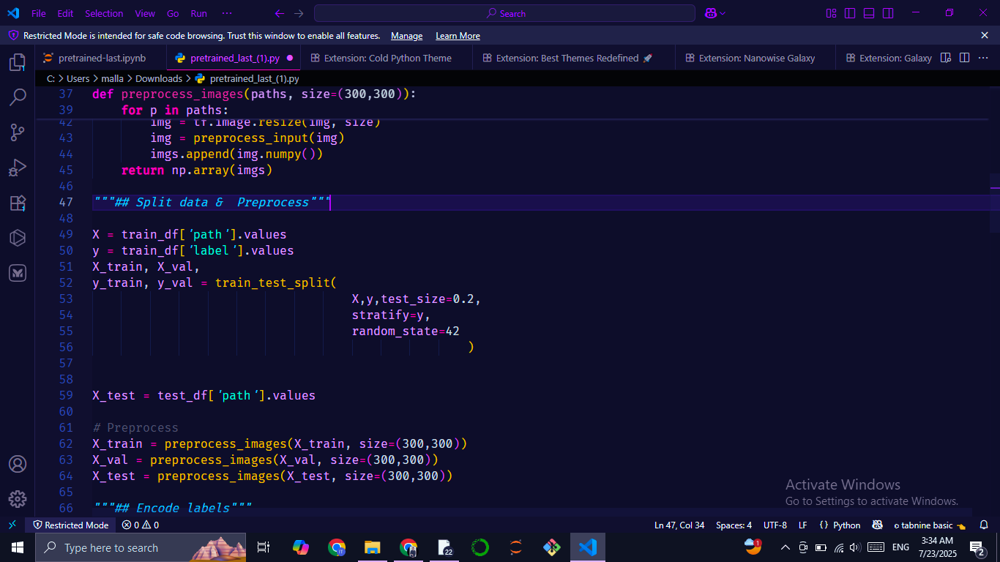 File Edit Selection View Go Run ··· Search
Restricted Mode is intended for safe code browsing. Trust this window to enable all features. Manage Learn More
pretrained-last.ipynb pretrained_last_(1).py Extension: Cold Python Theme Extension: Best Themes Redefined 🚀 Extension: Nanowise Galaxy Extension: Galaxy
C: > Users > malla > Downloads > pretrained_last_(1).py
37 def preprocess_images(paths, size=(300,300)):
39 for p in paths:
42 img = tf.image.resize(img, size)
43 img = preprocess_input(img)
44 imgs.append(img.numpy())
45 return np.array(imgs)
46
47 """## Split data &  Preprocess"""
48
49 X = train_df['path'].values
50 y = train_df['label'].values
51 X_train, X_val,
52 y_train, y_val = train_test_split(
53 X,y,test_size=0.2,
54 stratify=y,
55 random_state=42
56 )
57
58
59 X_test = test_df['path'].values
60
61 # Preprocess
62 X_train = preprocess_images(X_train, size=(300,300))
63 X_val = preprocess_images(X_val, size=(300,300))
64 X_test = preprocess_images(X_test, size=(300,300))
65
66 """## Encode labels"""
Activate Windows
Go to Settings to activate Windows.
Restricted Mode 0 0 Ln 47, Col 34 Spaces: 4 UTF-8 LF {} Python tabnine basic 👈
Type here to search 22 1 ENG 3:34 AM 7/23/2025 2